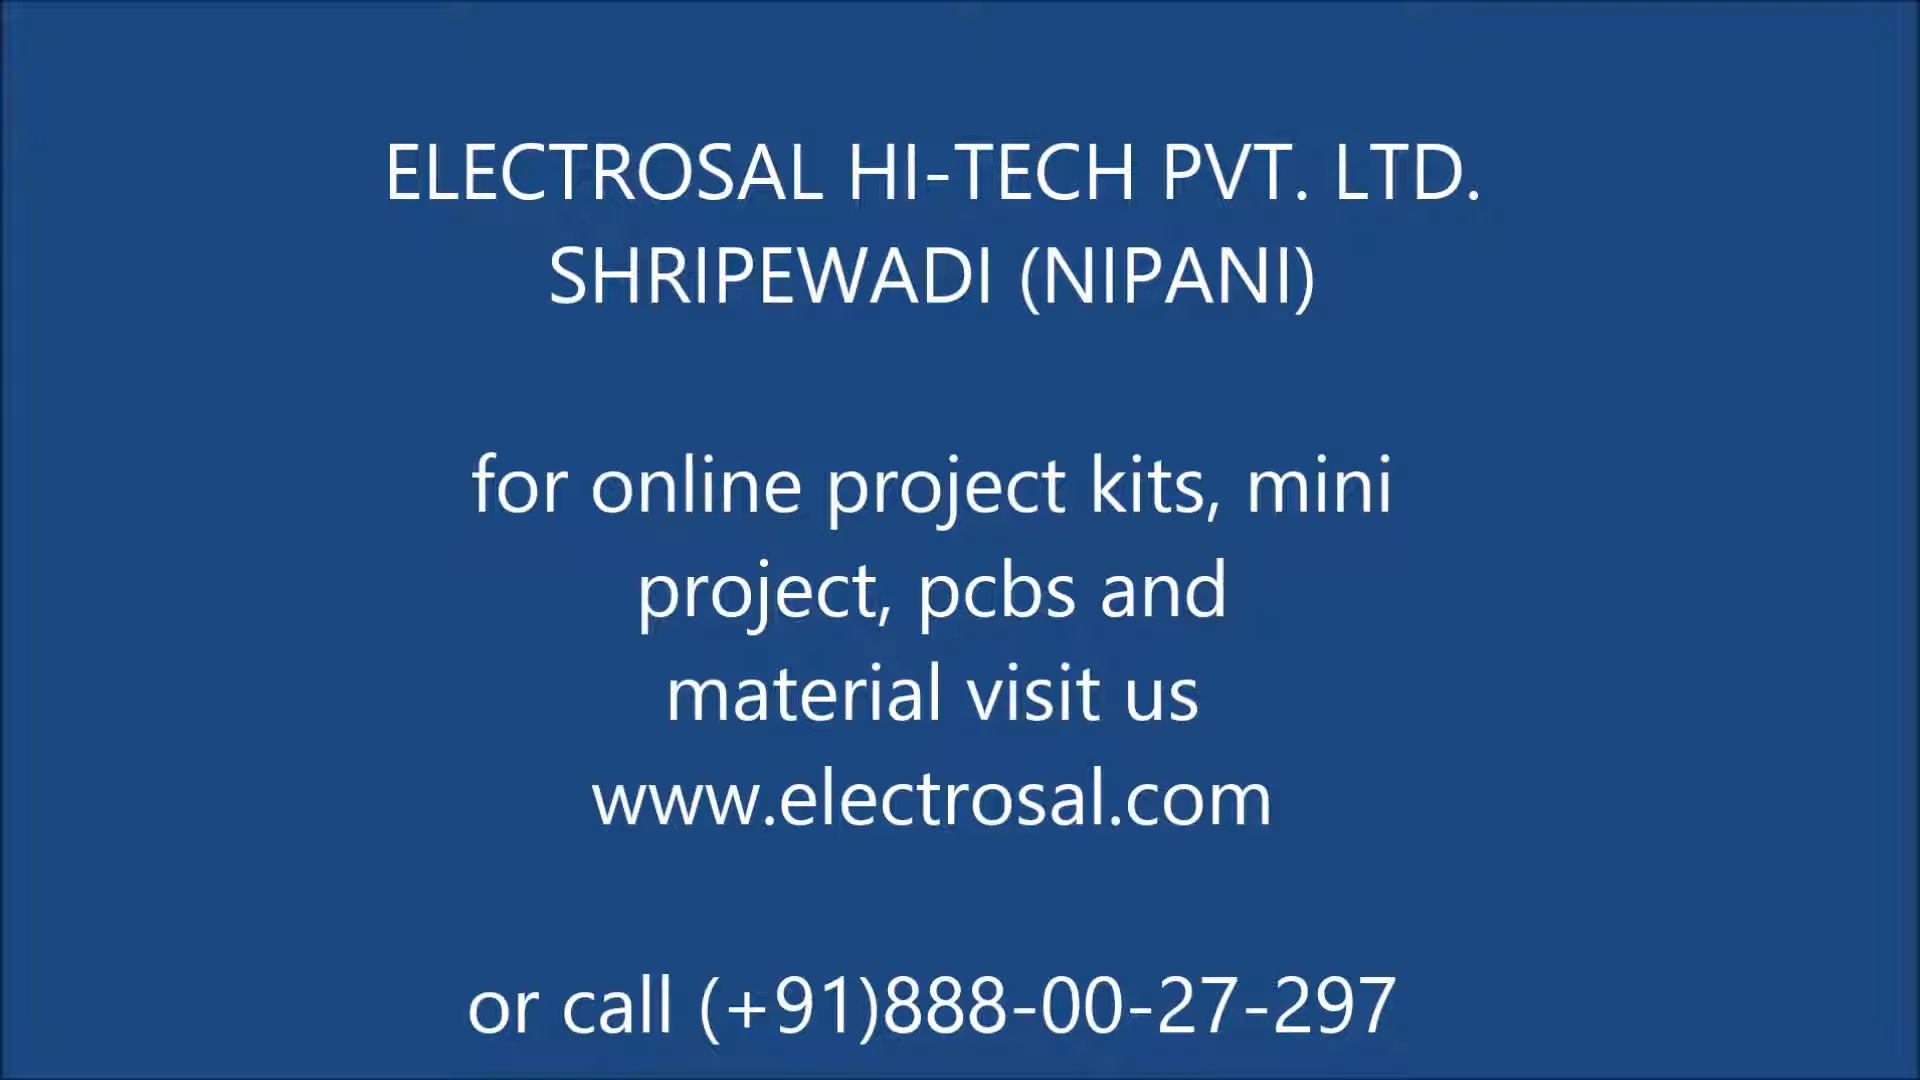 ELECTROSAL HI-TECH PVT. LTD.
SHRIPEWADI (NIPANI)
for online project kits, mini
project, pcbs and
material visit us
www.electrosal.com
or call (+91)888-00-27-297